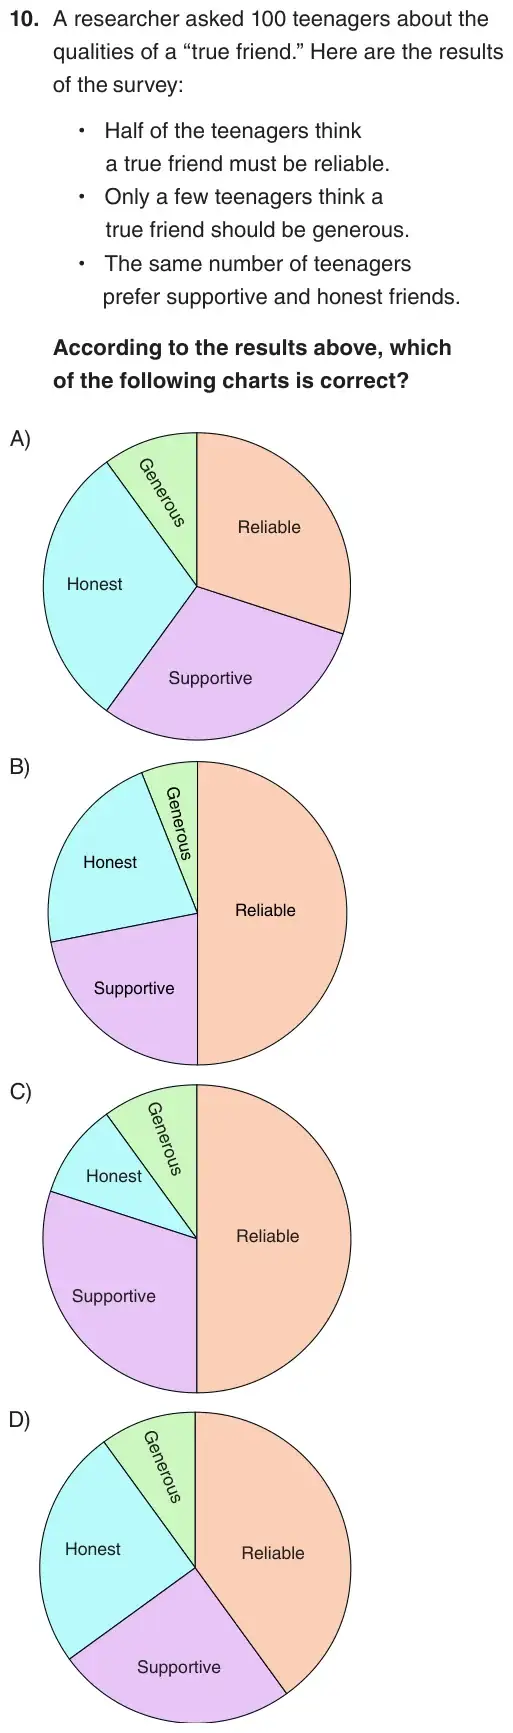 10. A researcher asked 100 teenagers about the
qualities of a “true friend.” Here are the results
of the survey:
• Half of the teenagers think
a true friend must be reliable.
• Only a few teenagers think a
true friend should be generous.
• The same number of teenagers
prefer supportive and honest friends.
According to the results above, which
of the following charts is correct?
A)
Generous
Reliable
Honest
Supportive
B)
Generous
Honest
Reliable
Supportive
C)
Generous
Honest
Reliable
Supportive
D)
Generous
Honest
Reliable
Supportive